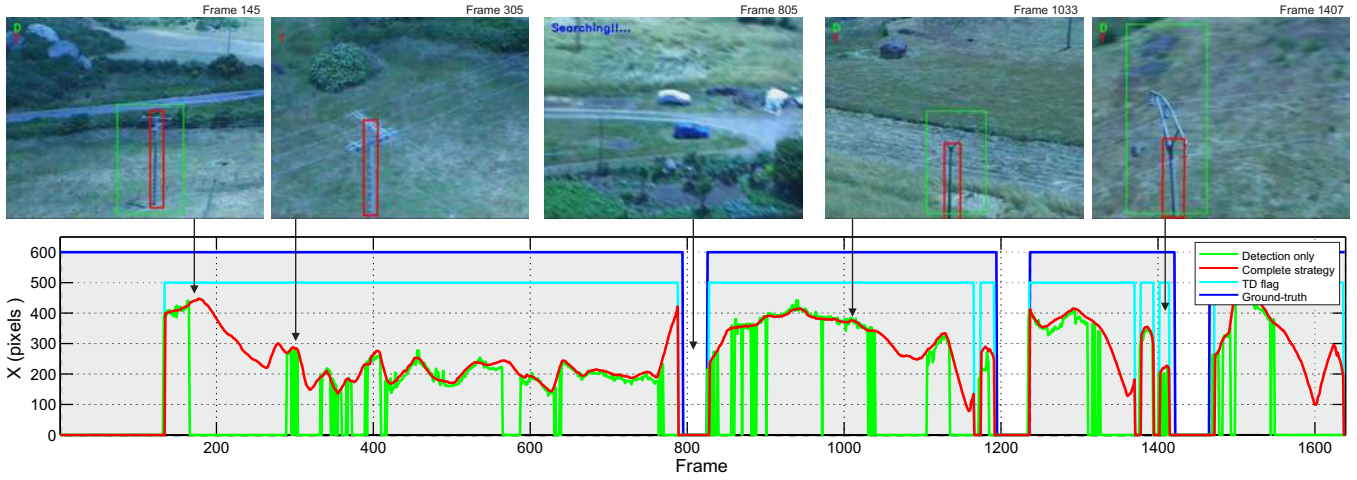 Frame 145
Frame 305
Frame 805
Frame 1033
Frame 1407
D
T
Searching!!...
D
D
600
500
400
300
200
100
0
X (pixels )
Detection only
Complete strategy
TD flag
Ground-truth
200
400
600
800
1000
1200
1400
1600
Frame